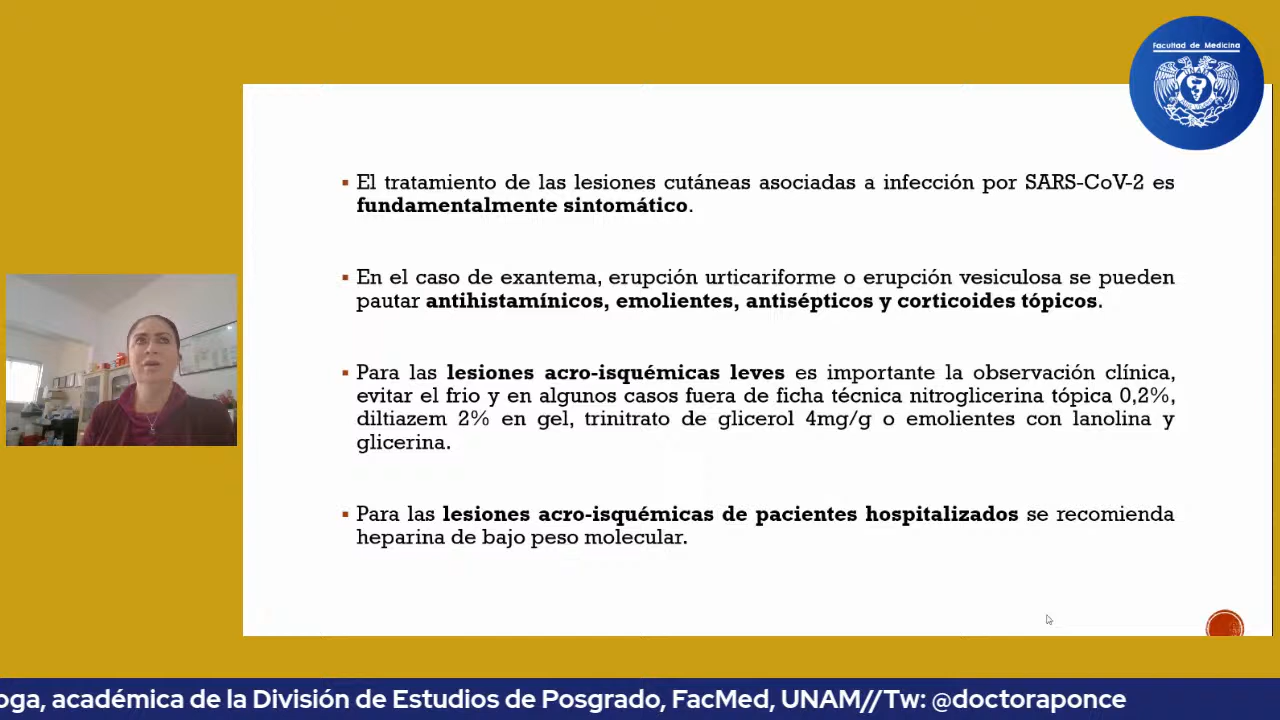 Facultad de Medicina
▪ El tratamiento de las lesiones cutáneas asociadas a infección por SARS-CoV-2 es
fundamentalmente sintomático.
▪ En el caso de exantema, erupción urticariforme o erupción vesiculosa se pueden
pautar antihistamínicos, emolientes, antisépticos y corticoides tópicos.
▪ Para las lesiones acro-isquémicas leves es importante la observación clínica,
evitar el frio y en algunos casos fuera de ficha técnica nitroglicerina tópica 0,2%,
diltiazem 2% en gel, trinitrato de glicerol 4mg/g o emolientes con lanolina y
glicerina.
▪ Para las lesiones acro-isquémicas de pacientes hospitalizados se recomienda
heparina de bajo peso molecular.
oga, académica de la División de Estudios de Posgrado, FacMed, UNAM//Tw: @doctoraponce